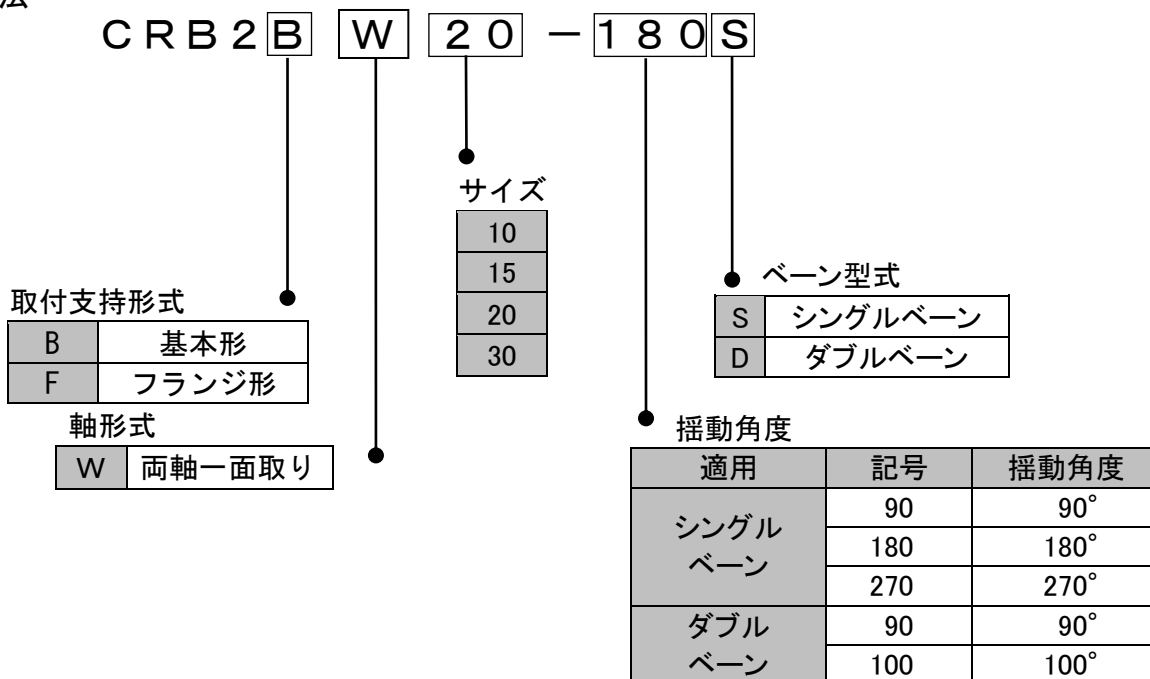 法
CRB2B W 20 -180S
サイズ
10
15
20
30
ベーン型式
S シングルベーン
D ダブルベーン
取付支持形式
B 基本形
F フランジ形
軸形式
W 両軸一面取り
揺動角度
適用 記号 揺動角度
シングル
ベーン
90 90°
180 180°
270 270°
ダブル
ベーン
90 90°
100 100°